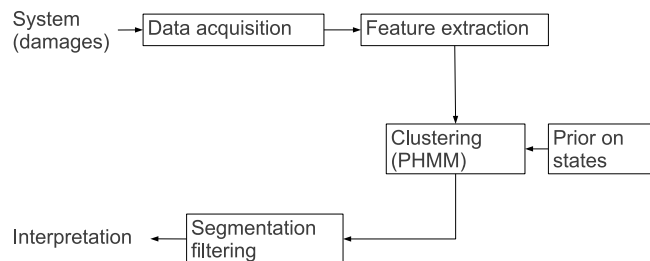 System
(damages)
Data acquisition
Feature extraction
Clustering
(PHMM)
Prior on
states
Interpretation
Segmentation
filtering